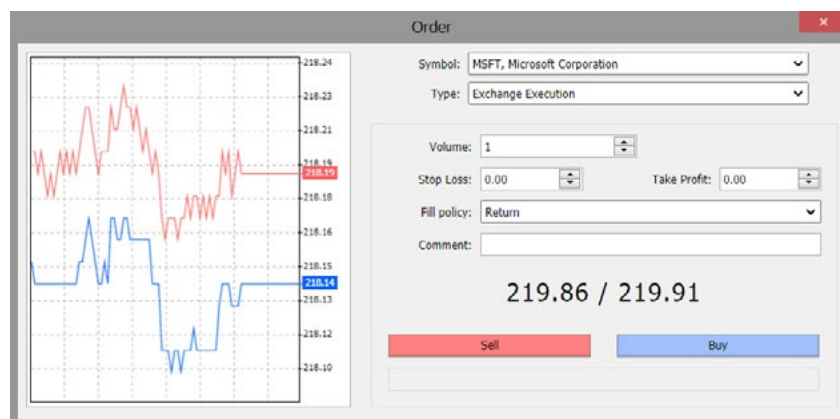 Order
Symbol: MSFT, Microsoft Corporation
Type: Exchange Execution
Volume: 1
Stop Loss: 0.00 Take Profit: 0.00
Fill policy: Return
Comment:
219.86 / 219.91
Sell Buy
218.24
218.23
218.21
218.19
218.19
218.18
218.16
218.15
218.14
218.13
218.12
218.10